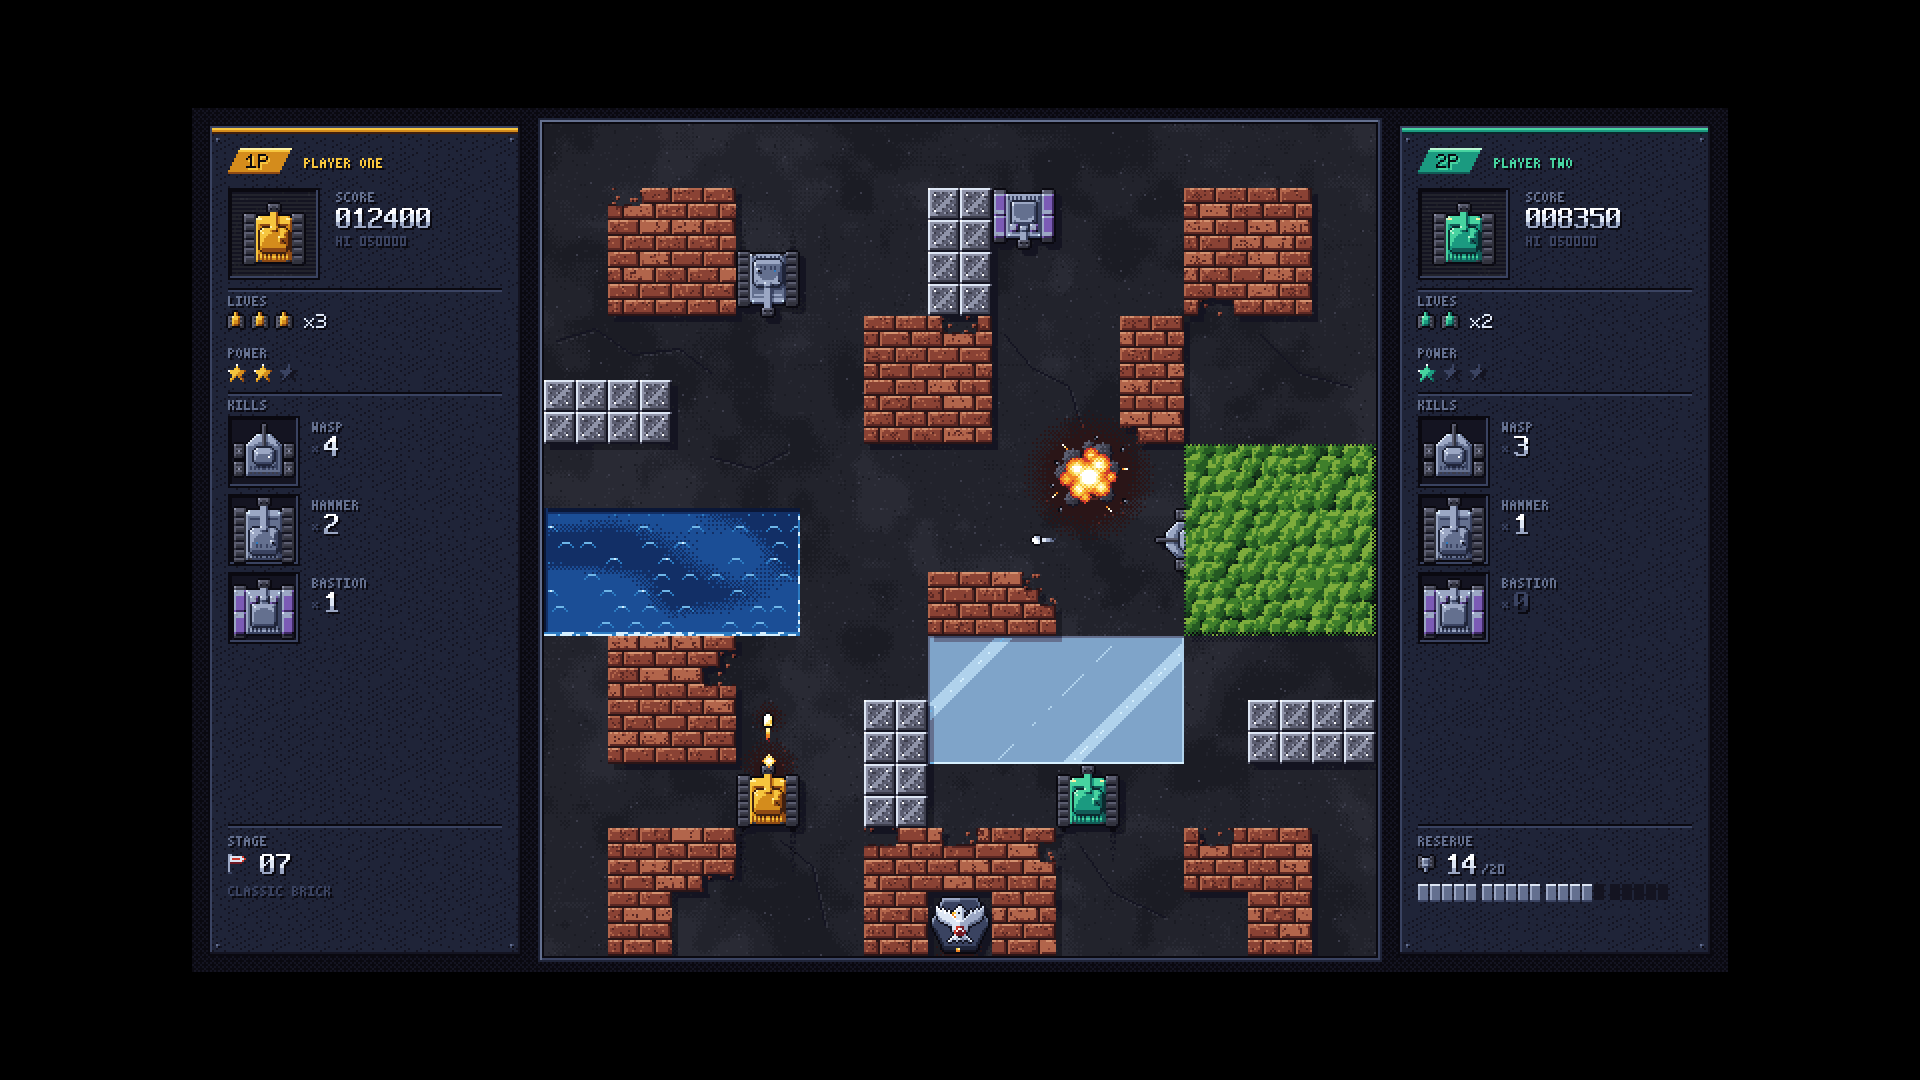 1P PLAYER ONE
SCORE
012400
HI 050000
LIVES
x3
POWER
KILLS
WASP
×4
HAMMER
×2
BASTION
×1
STAGE
07
CLASSIC BRICK
2P PLAYER TWO
SCORE
008350
HI 050000
LIVES
x2
POWER
KILLS
WASP
×3
HAMMER
×1
BASTION
×0
RESERVE
14/20